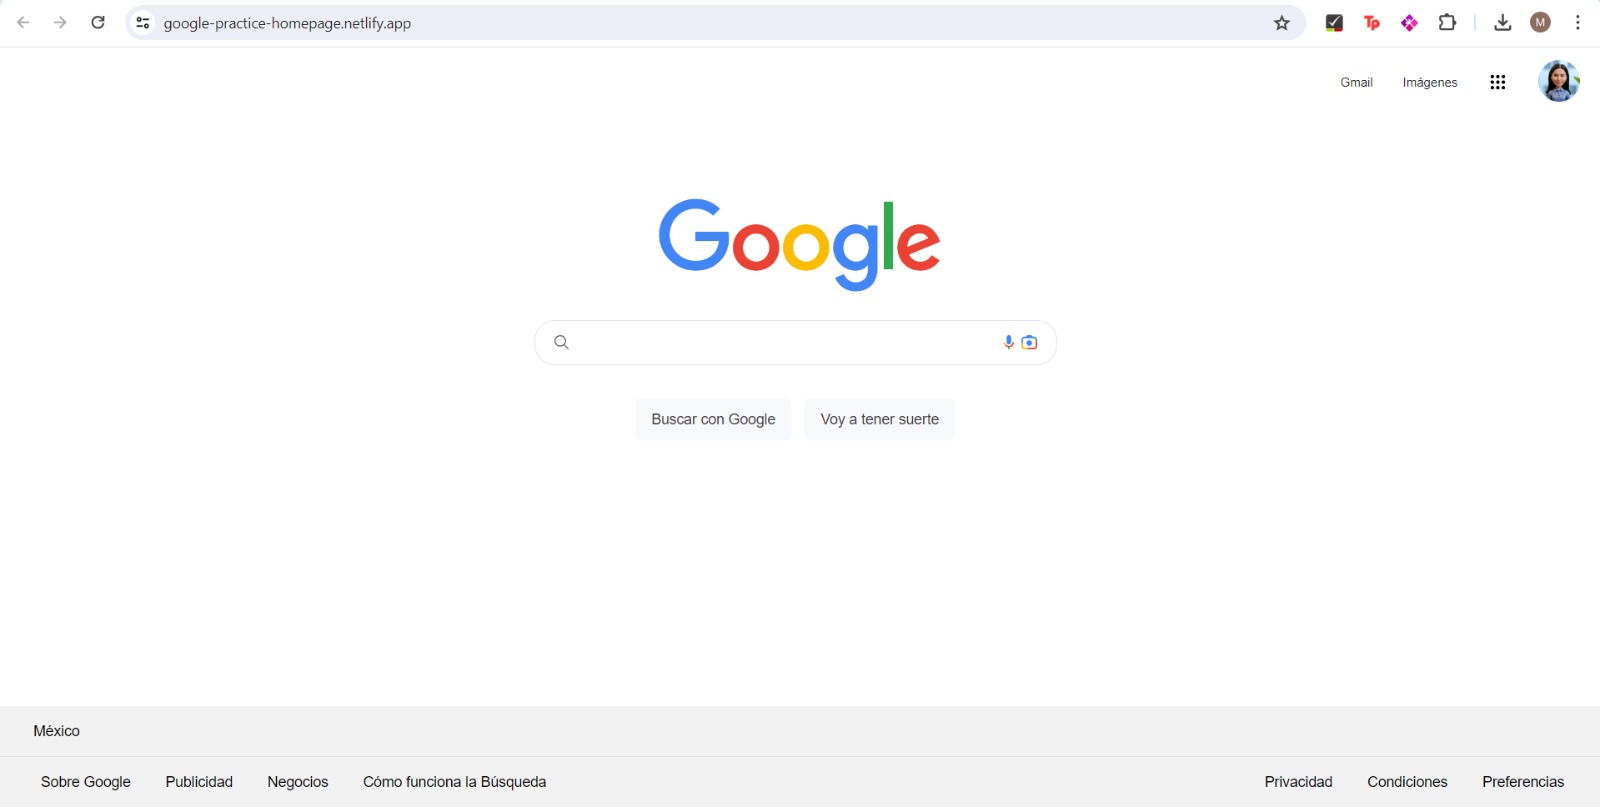 google-practice-homepage.netlify.app
Tp
M
Gmail Imágenes
Google
Buscar con Google Voy a tener suerte
México
Sobre Google Publicidad Negocios Cómo funciona la Búsqueda Privacidad Condiciones Preferencias